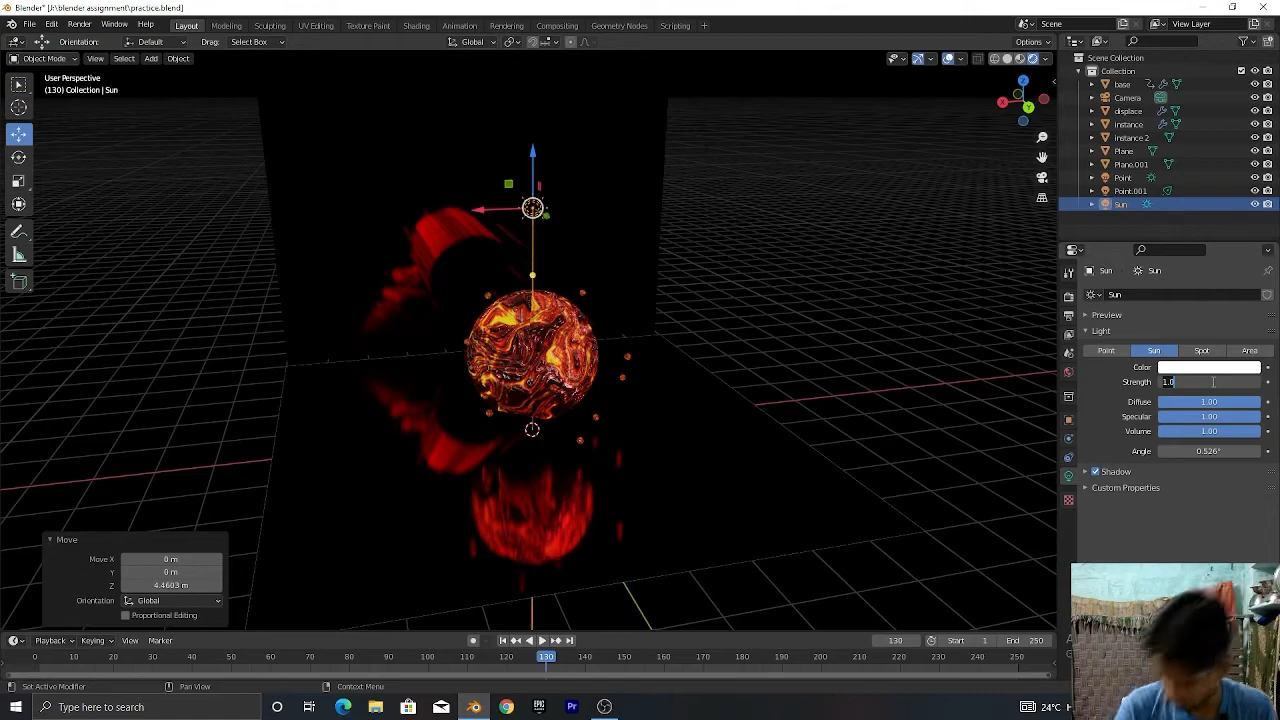 Blender* [J:\blender assignment\practice.blend]
File Edit Render Window Help Layout Modeling Sculpting UV Editing Texture Paint Shading Animation Rendering Compositing Geometry Nodes Scripting + Scene View Layer
Orientation: Default Drag: Select Box Global Options
Object Mode View Select Add Object
User Perspective
(130) Collection | Sun
Z
X
Y
Scene Collection
Collection
base
Camera
displace
Instance
instance 2
Plane
Plane.001
Point
Point.001
Sun
Sun Sun
Sun
Preview
Light
Point Sun Spot Area
Color
Strength 1.0
Diffuse 1.00
Specular 1.00
Volume 1.00
Angle 0.526°
Shadow
Custom Properties
Move
Move X 0 m
Y 0 m
Z 4.4603 m
Orientation Global
Proportional Editing
Playback Keying View Marker 130 Start 1 End 250
0 10 20 30 40 50 60 70 80 90 100 110 120 130 140 150 160 170 180 190 200 210 220 230 240 250
Set Active Modifier Pan View Context Menu
Type here to search
EPIC
Pr
24°C